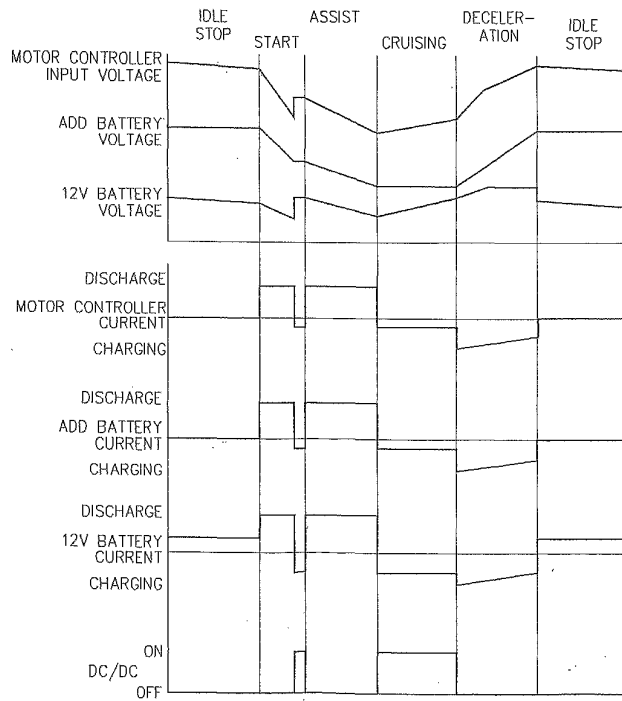 IDLE STOP
START
ASSIST
CRUISING
DECELER-
ATION
IDLE STOP
MOTOR CONTROLLER
INPUT VOLTAGE
ADD BATTERY
VOLTAGE
12V BATTERY
VOLTAGE
DISCHARGE
MOTOR CONTROLLER
CURRENT
CHARGING
DISCHARGE
ADD BATTERY
CURRENT
CHARGING
DISCHARGE
12V BATTERY
CURRENT
CHARGING
ON
DC/DC
OFF